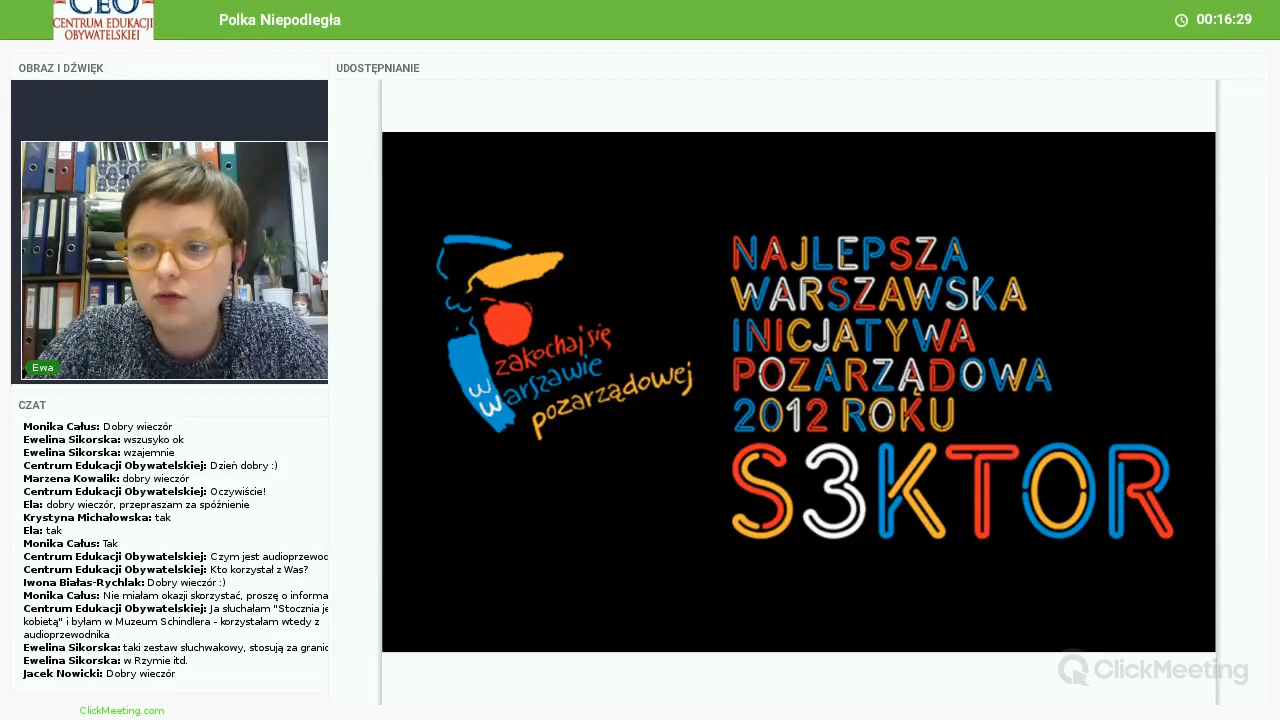 CEO
CENTRUM EDUKACJI
OBYWATELSKIEJ
Polka Niepodległa
00:16:29
OBRAZ I DŹWIĘK
UDOSTĘPNIANIE
Ewa
CZAT
Monika Całus: Dobry wieczór
Ewelina Sikorska: wszusyko ok
Ewelina Sikorska: wzajemnie
Centrum Edukacji Obywatelskiej: Dzień dobry :)
Marzena Kowalik: dobry wieczór
Centrum Edukacji Obywatelskiej: Oczywiście!
Ela: dobry wieczór, przepraszam za spóźnienie
Krystyna Michałowska: tak
Ela: tak
Monika Całus: Tak
Centrum Edukacji Obywatelskiej: Czym jest audioprzewod
Centrum Edukacji Obywatelskiej: Kto korzystał z Was?
Iwona Białas-Rychlak: Dobry wieczór :)
Monika Całus: Nie miałam okazji skorzystać, proszę o informa
Centrum Edukacji Obywatelskiej: Ja słuchałam "Stocznia je
kobietą" i byłam w Muzeum Schindlera - korzystałam wtedy z
audioprzewodnika
Ewelina Sikorska: taki zestaw słuchwakowy, stosują za granic
Ewelina Sikorska: w Rzymie itd.
Jacek Nowicki: Dobry wieczór
ClickMeeting.com
zakochaj się
w warszawie
pozarządowej
NAJLEPSZA
WARSZAWSKA
INICJATYWA
POZARZĄDOWA
2012 ROKU
S3KTOR
ClickMeeting